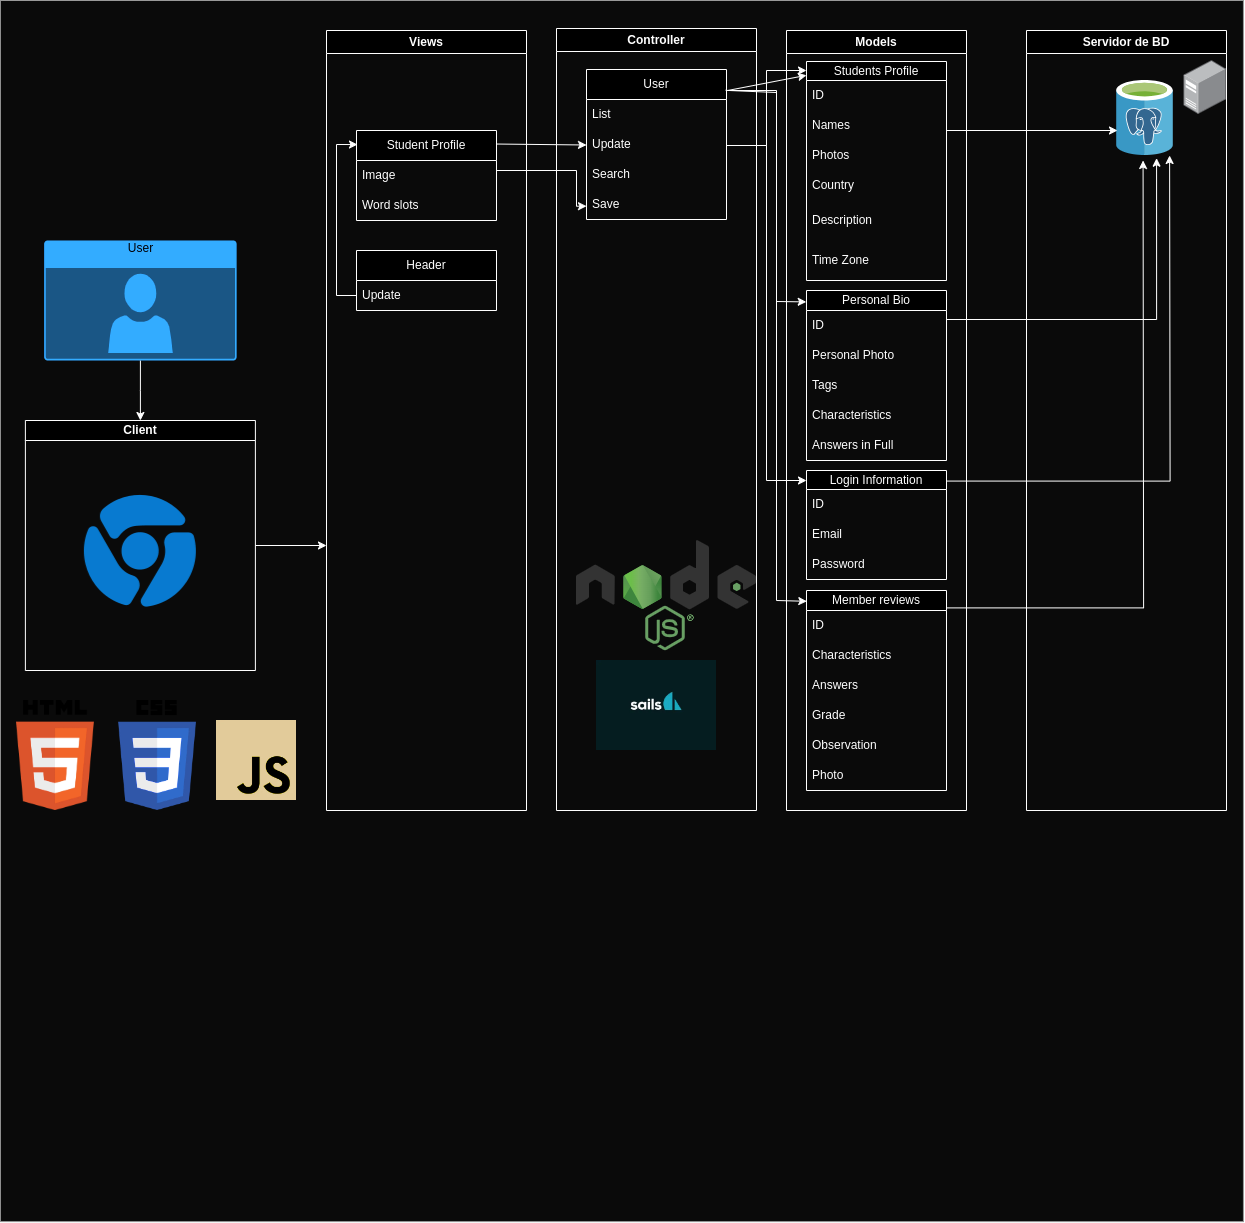 User
Client
HTML
CSS
JS
Views
Student Profile
Image
Word slots
Header
Update
Controller
User
List
Update
Search
Save
node
JS®
sails
Models
Students Profile
ID
Names
Photos
Country
Description
Time Zone
Personal Bio
ID
Personal Photo
Tags
Characteristics
Answers in Full
Login Information
ID
Email
Password
Member reviews
ID
Characteristics
Answers
Grade
Observation
Photo
Servidor de BD